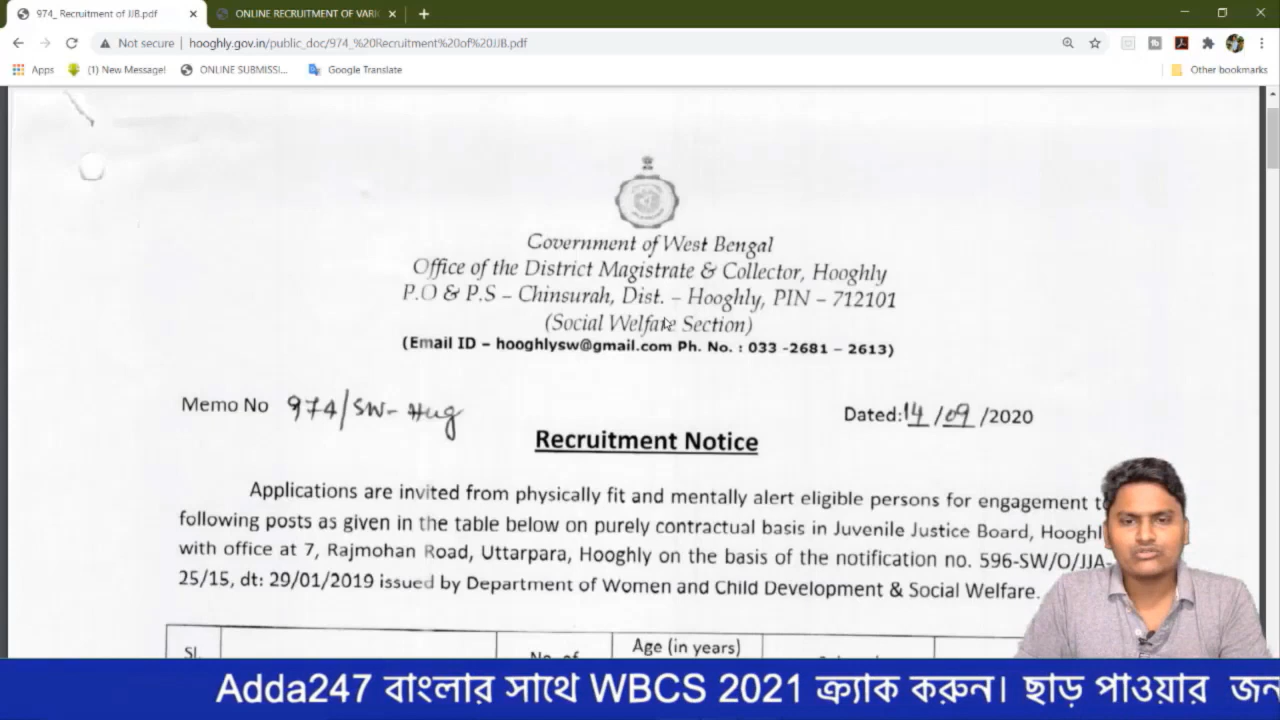 974_ Recruitment of JJB.pdf
ONLINE RECRUITMENT OF VARI
Not secure | hooghly.gov.in/public_doc/974_%20Recruitment%20of%20JJB.pdf
Apps
(1) New Message!
ONLINE SUBMISSI...
Google Translate
Other bookmarks
Government of West Bengal
Office of the District Magistrate & Collector, Hooghly
P.O & P.S – Chinsurah, Dist. – Hooghly, PIN – 712101
(Social Welfare Section)
(Email ID – hooghlysw@gmail.com Ph. No. : 033 -2681 – 2613)
Memo No 974/SW-Hug
Dated:14/09/2020
Recruitment Notice
Applications are invited from physically fit and mentally alert eligible persons for engagement t
following posts as given in the table below on purely contractual basis in Juvenile Justice Board, Hooghl
with office at 7, Rajmohan Road, Uttarpara, Hooghly on the basis of the notification no. 596-SW/O/JJA-
25/15, dt: 29/01/2019 issued by Department of Women and Child Development & Social Welfare.
Sl.
No. of
Age (in years)
Adda247 বাংলার সাথে WBCS 2021 ক্র্যাক করুন। ছাড় পাওয়ার জন